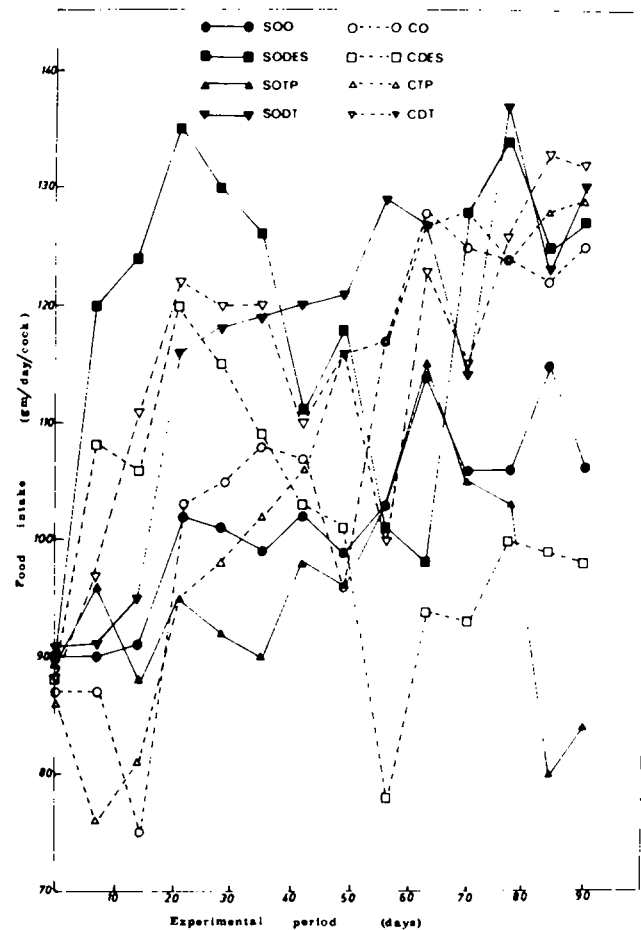 SOO CO
SODES CDES
SOTP CTP
SODT CDT
140
130
120
110
100
90
80
70
10 20 30 40 50 60 70 80 90
Food intake (gm/day/cock)
Experimental period (days)